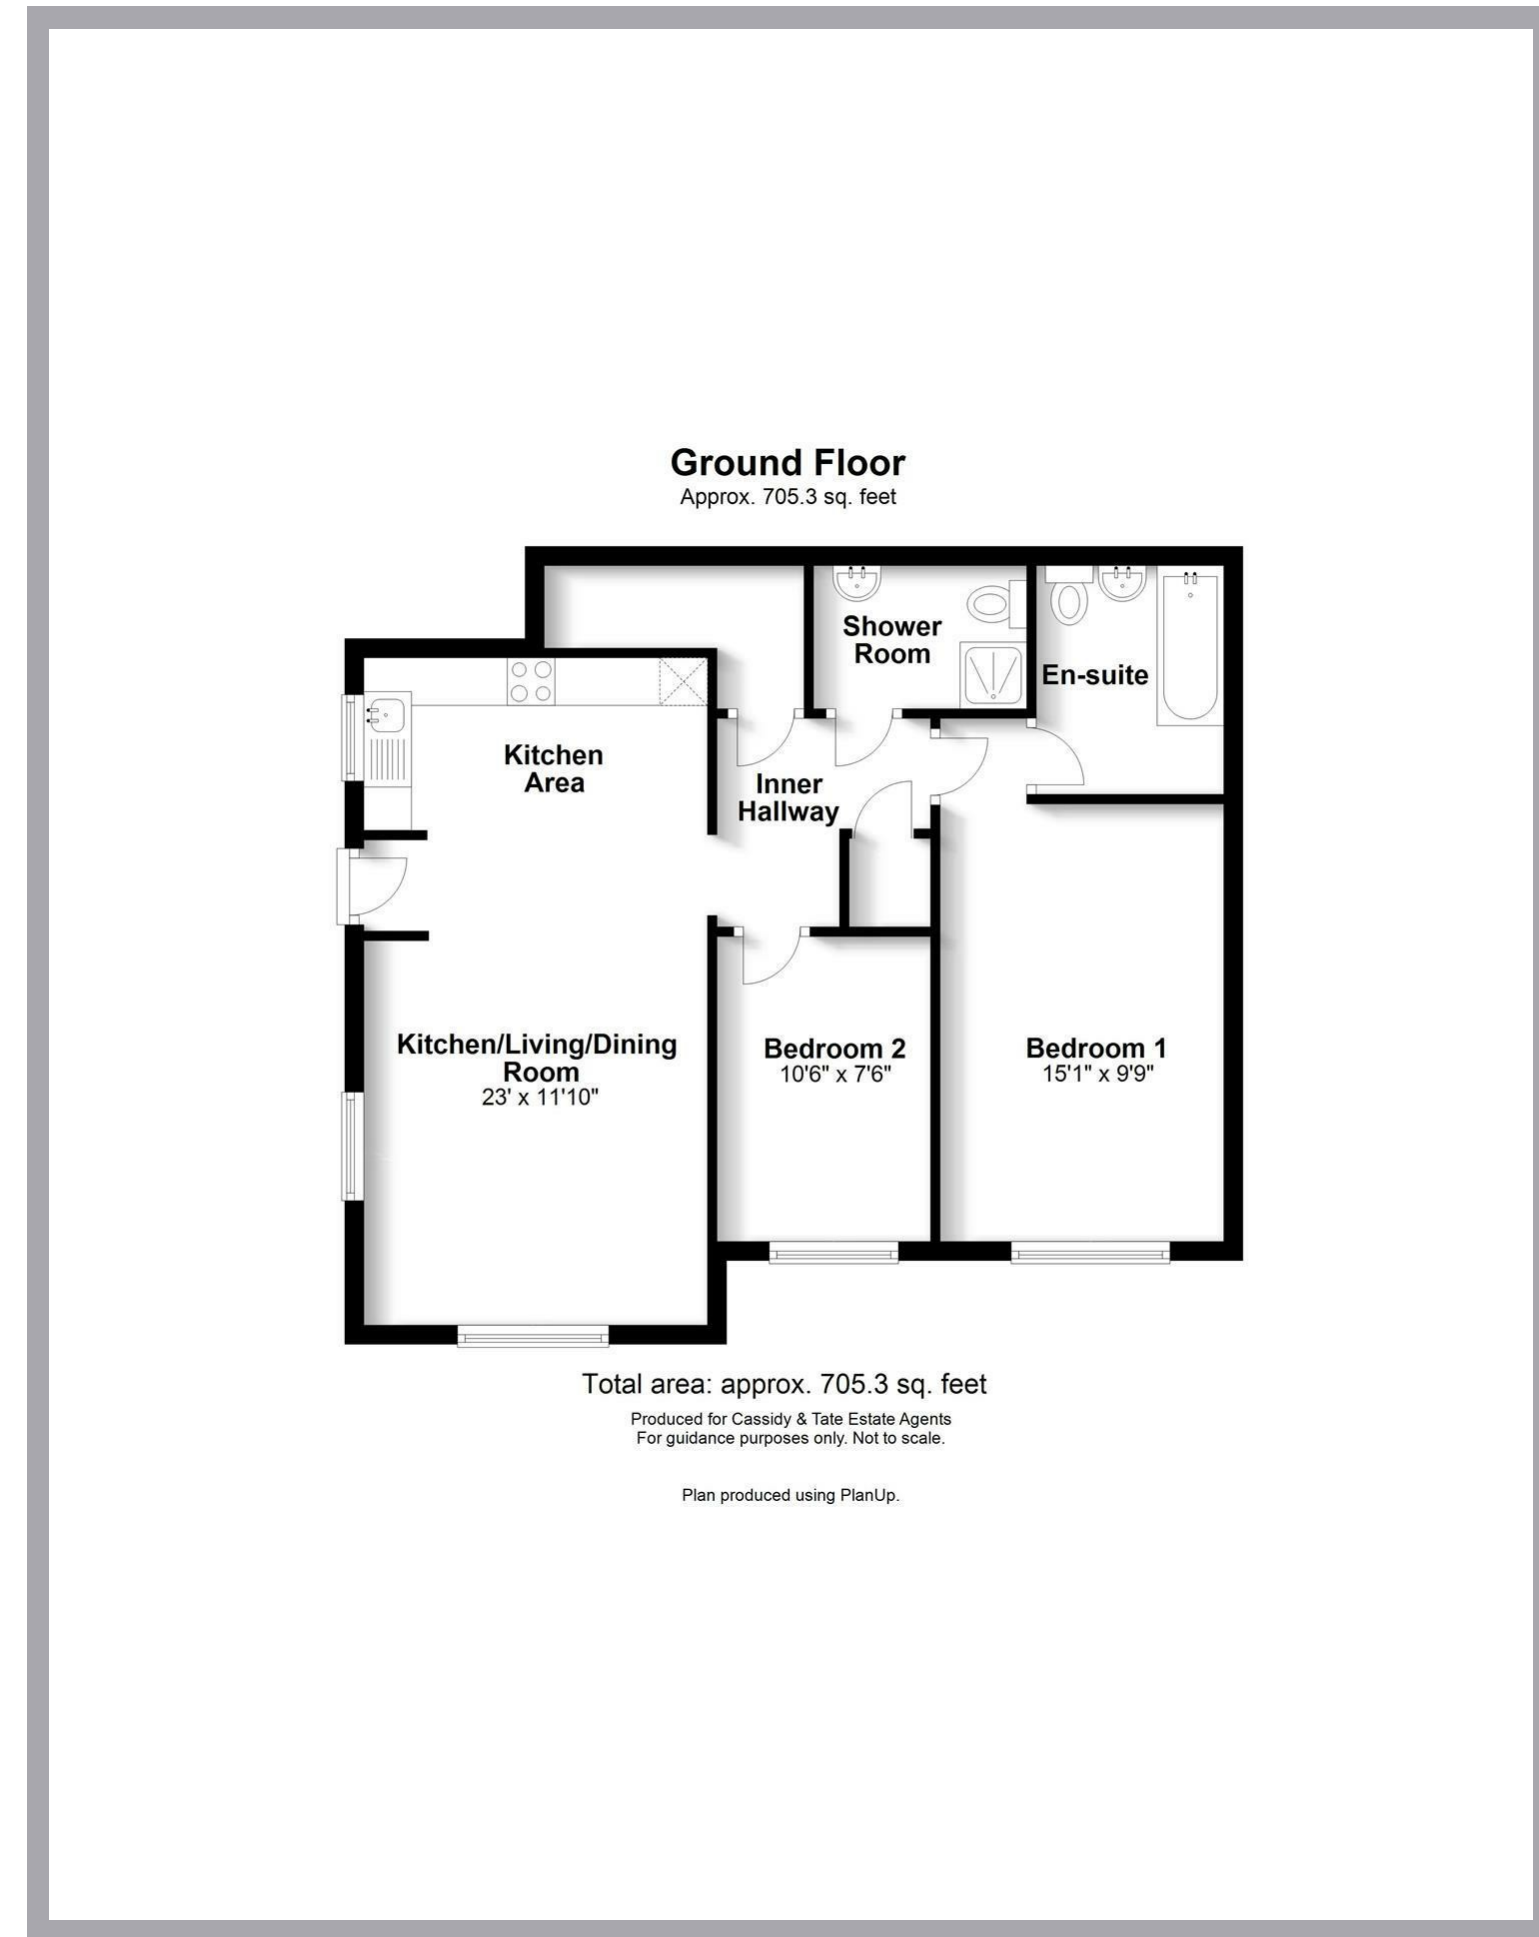 Ground Floor
Approx. 705.3 sq. feet
Shower
Room
En-suite
Kitchen
Area
Inner
Hallway
Kitchen/Living/Dining
Room
23' x 11'10"
Bedroom 2
10'6" x 7'6"
Bedroom 1
15'1" x 9'9"
Total area: approx. 705.3 sq. feet
Produced for Cassidy & Tate Estate Agents
For guidance purposes only. Not to scale.
Plan produced using PlanUp.